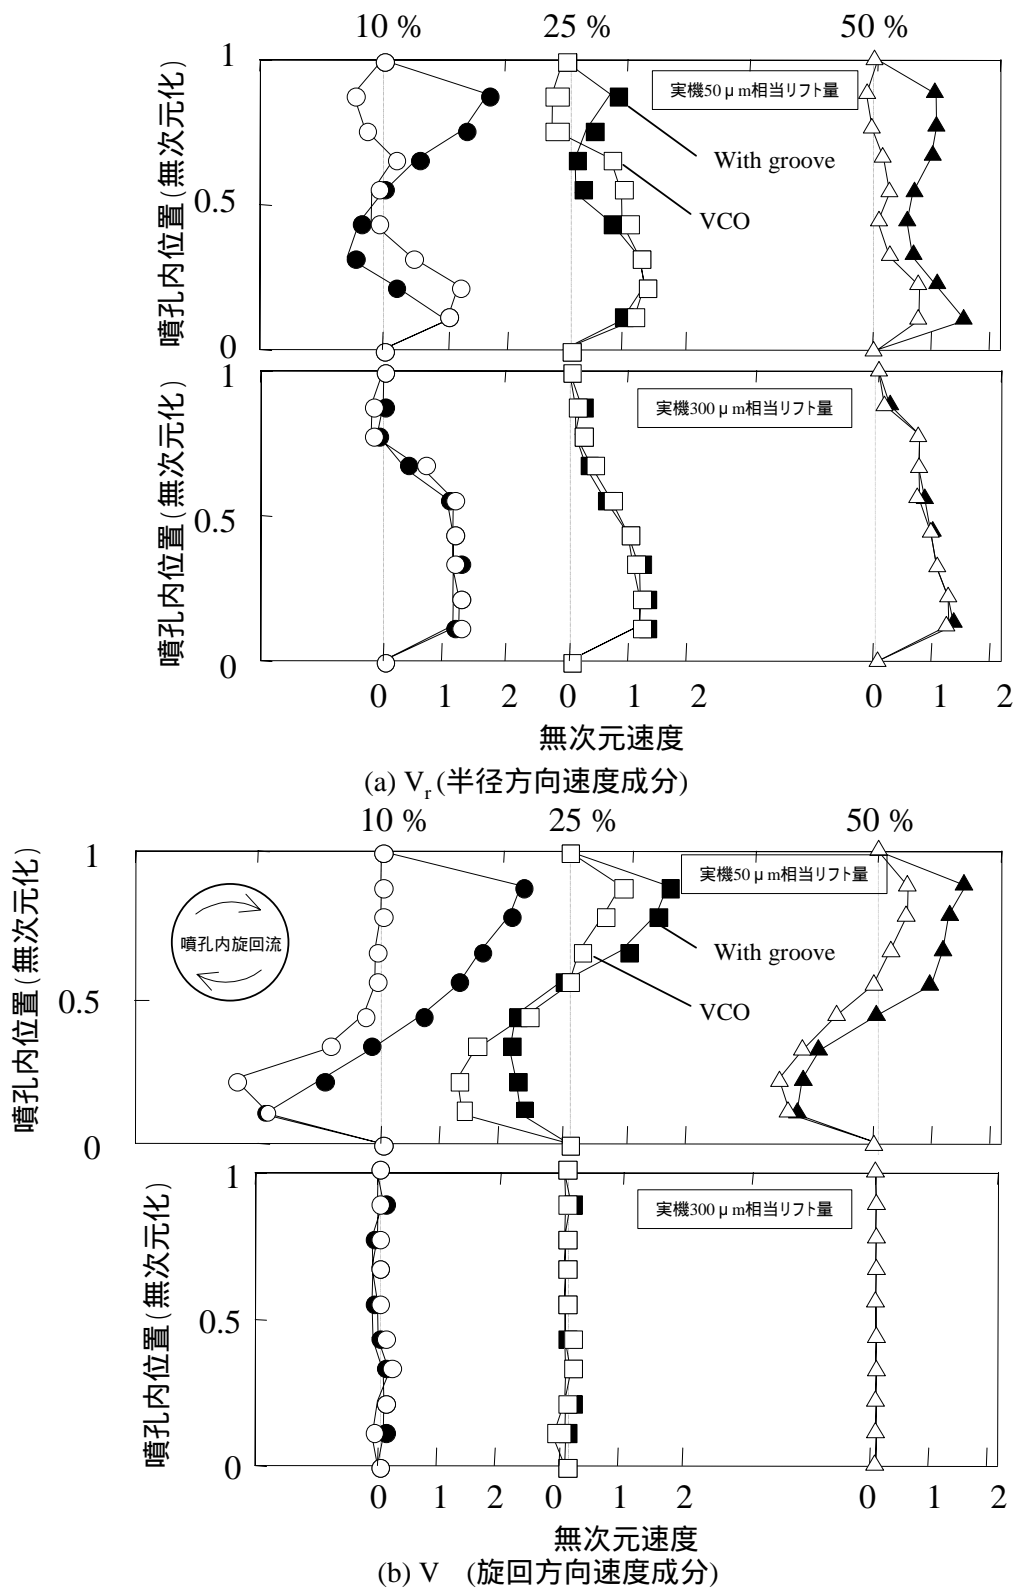 10 % 25 % 50 %
1
実機50μm相当リフト量
With groove
VCO
0.5
0
噴孔内位置(無次元化)
1
実機300μm相当リフト量
0.5
0
噴孔内位置(無次元化)
0 1 2 0 1 2 0 1 2
無次元速度
(a) Vr (半径方向速度成分)
10 % 25 % 50 %
1
実機50μm相当リフト量
噴孔内旋回流
With groove
VCO
0.5
0
噴孔内位置(無次元化)
1
実機300μm相当リフト量
0.5
0
噴孔内位置(無次元化)
0 1 2 0 1 2 0 1 2
無次元速度
(b) V (旋回方向速度成分)